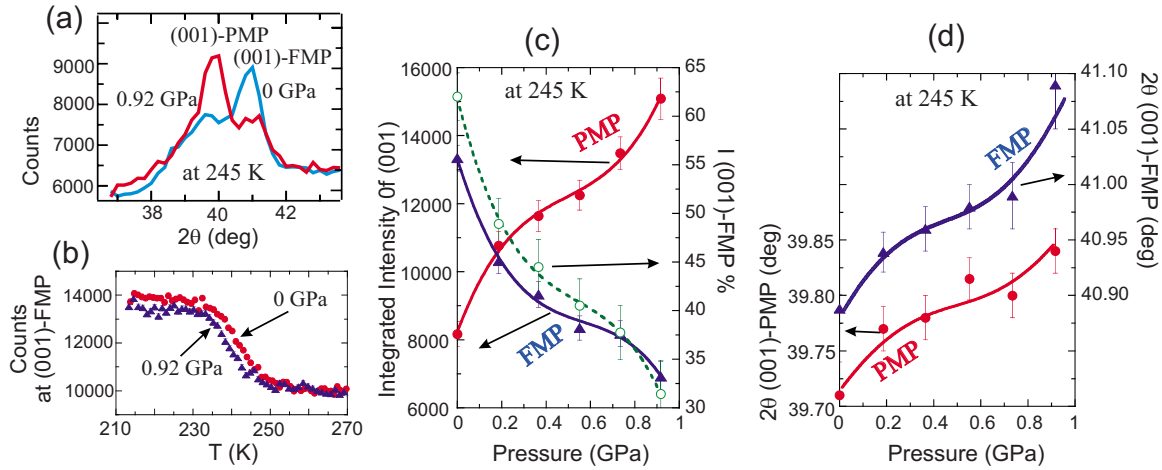 (a)
(001)-PMP
(001)-FMP
0.92 GPa
0 GPa
at 245 K
Counts
9000
8000
7000
6000
38
40
42
2θ (deg)
(b)
0 GPa
0.92 GPa
Counts
at (001)-FMP
14000
12000
10000
210
230
250
270
T (K)
(c)
at 245 K
PMP
FMP
Integrated Intensity 0f (001)
16000
14000
12000
10000
8000
6000
I (001)-FMP %
65
60
55
50
45
40
35
30
0
0.2
0.4
0.6
0.8
1
Pressure (GPa)
(d)
at 245 K
FMP
PMP
2θ (001)-PMP (deg)
39.85
39.80
39.75
39.70
2θ (001)-FMP
(deg)
41.10
41.05
41.00
40.95
40.90
0
0.2
0.4
0.6
0.8
1
Pressure (GPa)